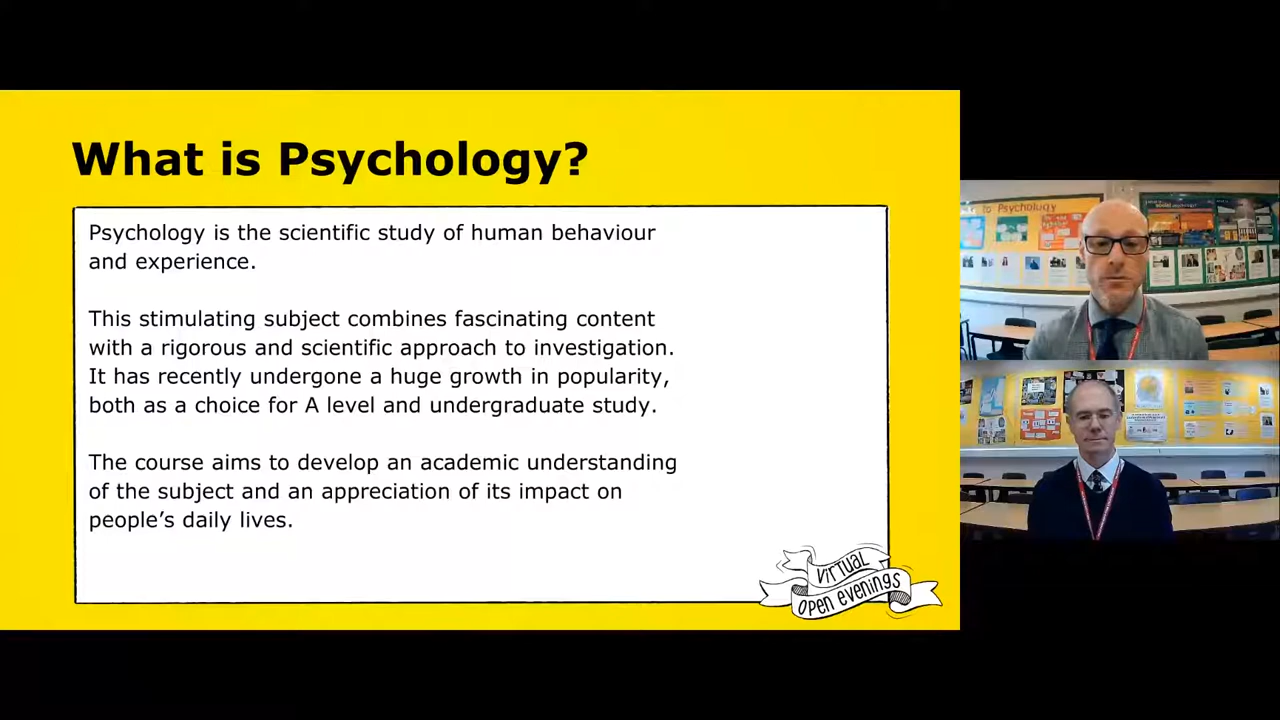 What is Psychology?
Psychology is the scientific study of human behaviour
and experience.
This stimulating subject combines fascinating content
with a rigorous and scientific approach to investigation.
It has recently undergone a huge growth in popularity,
both as a choice for A level and undergraduate study.
The course aims to develop an academic understanding
of the subject and an appreciation of its impact on
people's daily lives.
VIRTUAL
OPEN EVENINGS
to Psychology